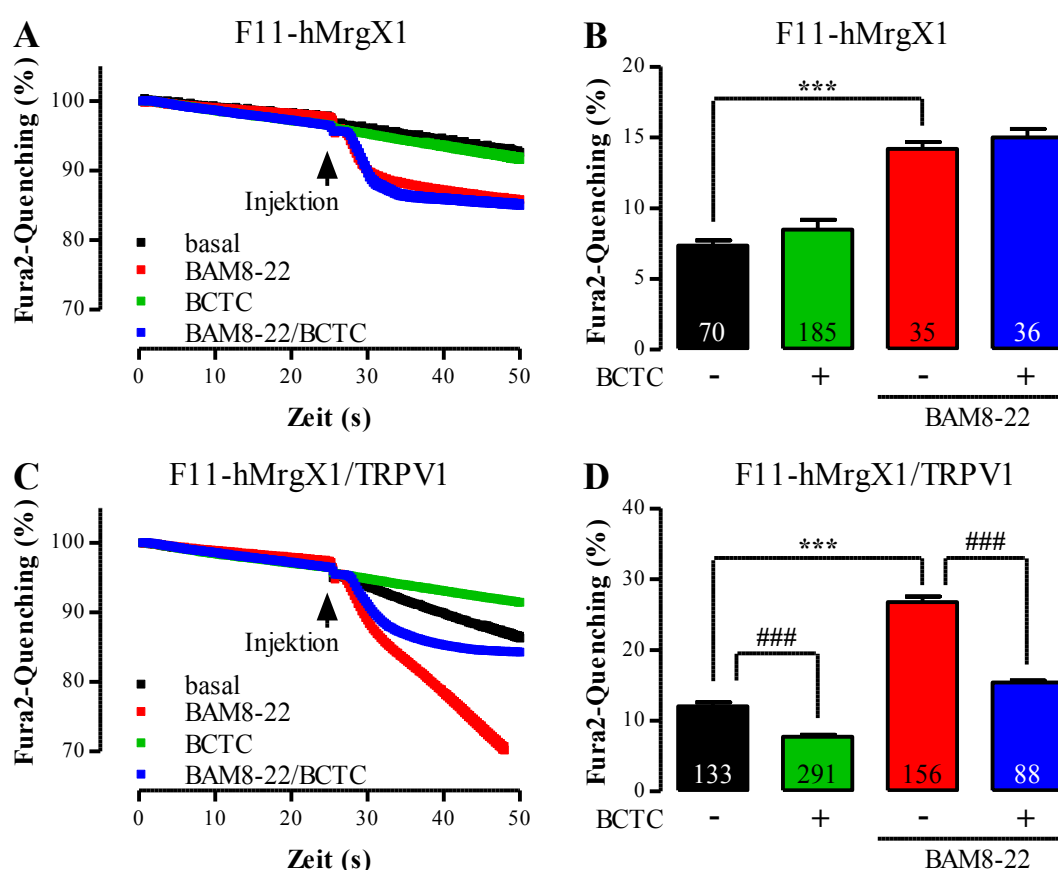 A
F11-hMrgX1
Fura2-Quenching (%)
100
90
80
70
Injektion
basal
BAM8-22
BCTC
BAM8-22/BCTC
0 10 20 30 40 50
Zeit (s)
B
F11-hMrgX1
Fura2-Quenching (%)
20
15
10
5
0
***
70 185 35 36
BCTC - + - +
BAM8-22
C
F11-hMrgX1/TRPV1
Fura2-Quenching (%)
100
90
80
70
Injektion
basal
BAM8-22
BCTC
BAM8-22/BCTC
0 10 20 30 40 50
Zeit (s)
D
F11-hMrgX1/TRPV1
Fura2-Quenching (%)
40
30
20
10
0
*** ###
###
133 291 156 88
BCTC - + - +
BAM8-22